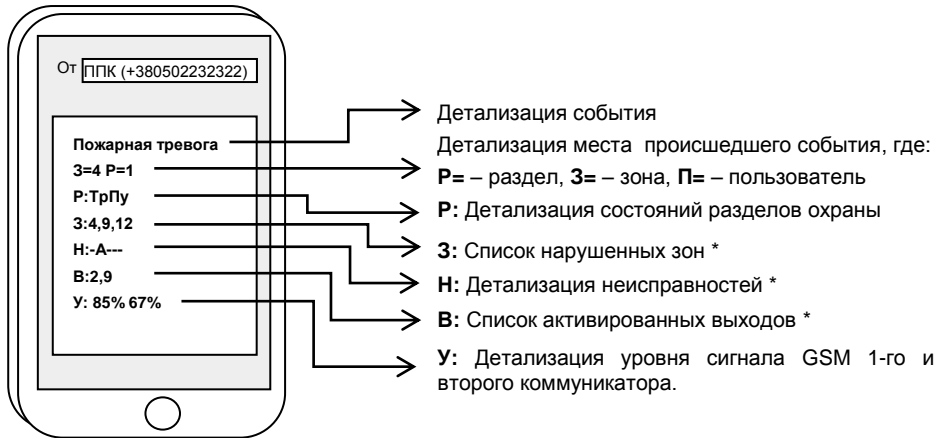 От ППК (+380502232322)
Пожарная тревога
З=4 Р=1
Р:ТрПу
З:4,9,12
Н:-А---
В:2,9
У: 85% 67%
Детализация события
Детализация места происшедшего события, где:
Р= – раздел, З= – зона, П= – пользователь
Р: Детализация состояний разделов охраны
З: Список нарушенных зон *
Н: Детализация неисправностей *
В: Список активированных выходов *
У: Детализация уровня сигнала GSM 1-го и
второго коммуникатора.